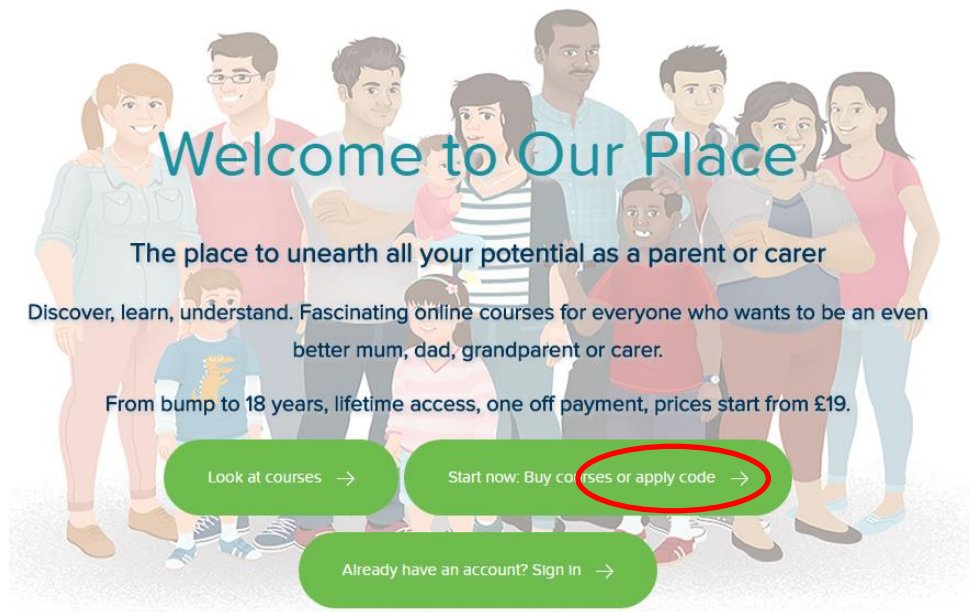 Welcome to Our Place
The place to unearth all your potential as a parent or carer
Discover, learn, understand. Fascinating online courses for everyone who wants to be an even
better mum, dad, grandparent or carer.
From bump to 18 years, lifetime access, one off payment, prices start from £19.
Look at courses →
Start now: Buy courses or apply code →
Already have an account? Sign in →